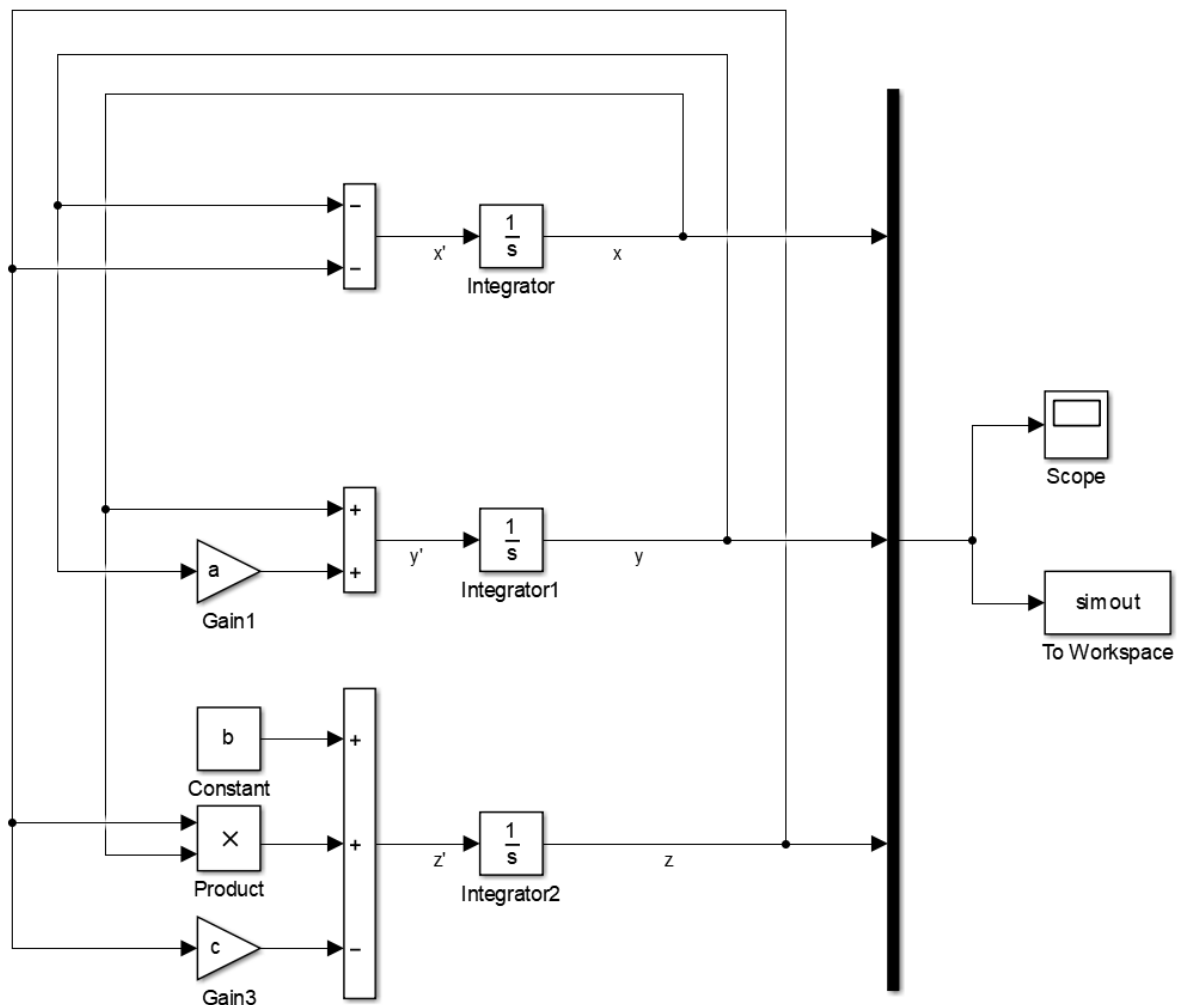 −
−
x'
1
s
x
Integrator
+
+
a
Gain1
y'
1
s
y
Integrator1
Scope
simout
To Workspace
b
Constant
×
Product
c
Gain3
+
+
−
z'
1
s
z
Integrator2